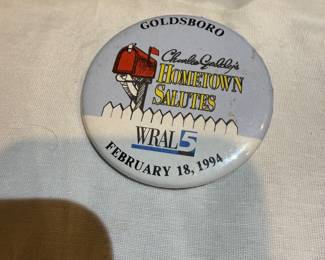 GOLDSBORO
Charlie Gaddy's
HOMETOWN
SALUTES
WRAL 5
FEBRUARY 18, 1994